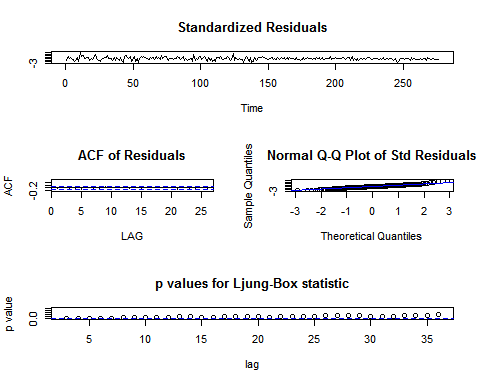 Standardized Residuals
-3
0 50 100 150 200 250
Time
ACF of Residuals
ACF
-0.2
0 5 10 15 20 25
LAG
Normal Q-Q Plot of Std Residuals
Sample Quantiles
-3
-3 -2 -1 0 1 2 3
Theoretical Quantiles
p values for Ljung-Box statistic
p value
0.0
5 10 15 20 25 30 35
lag